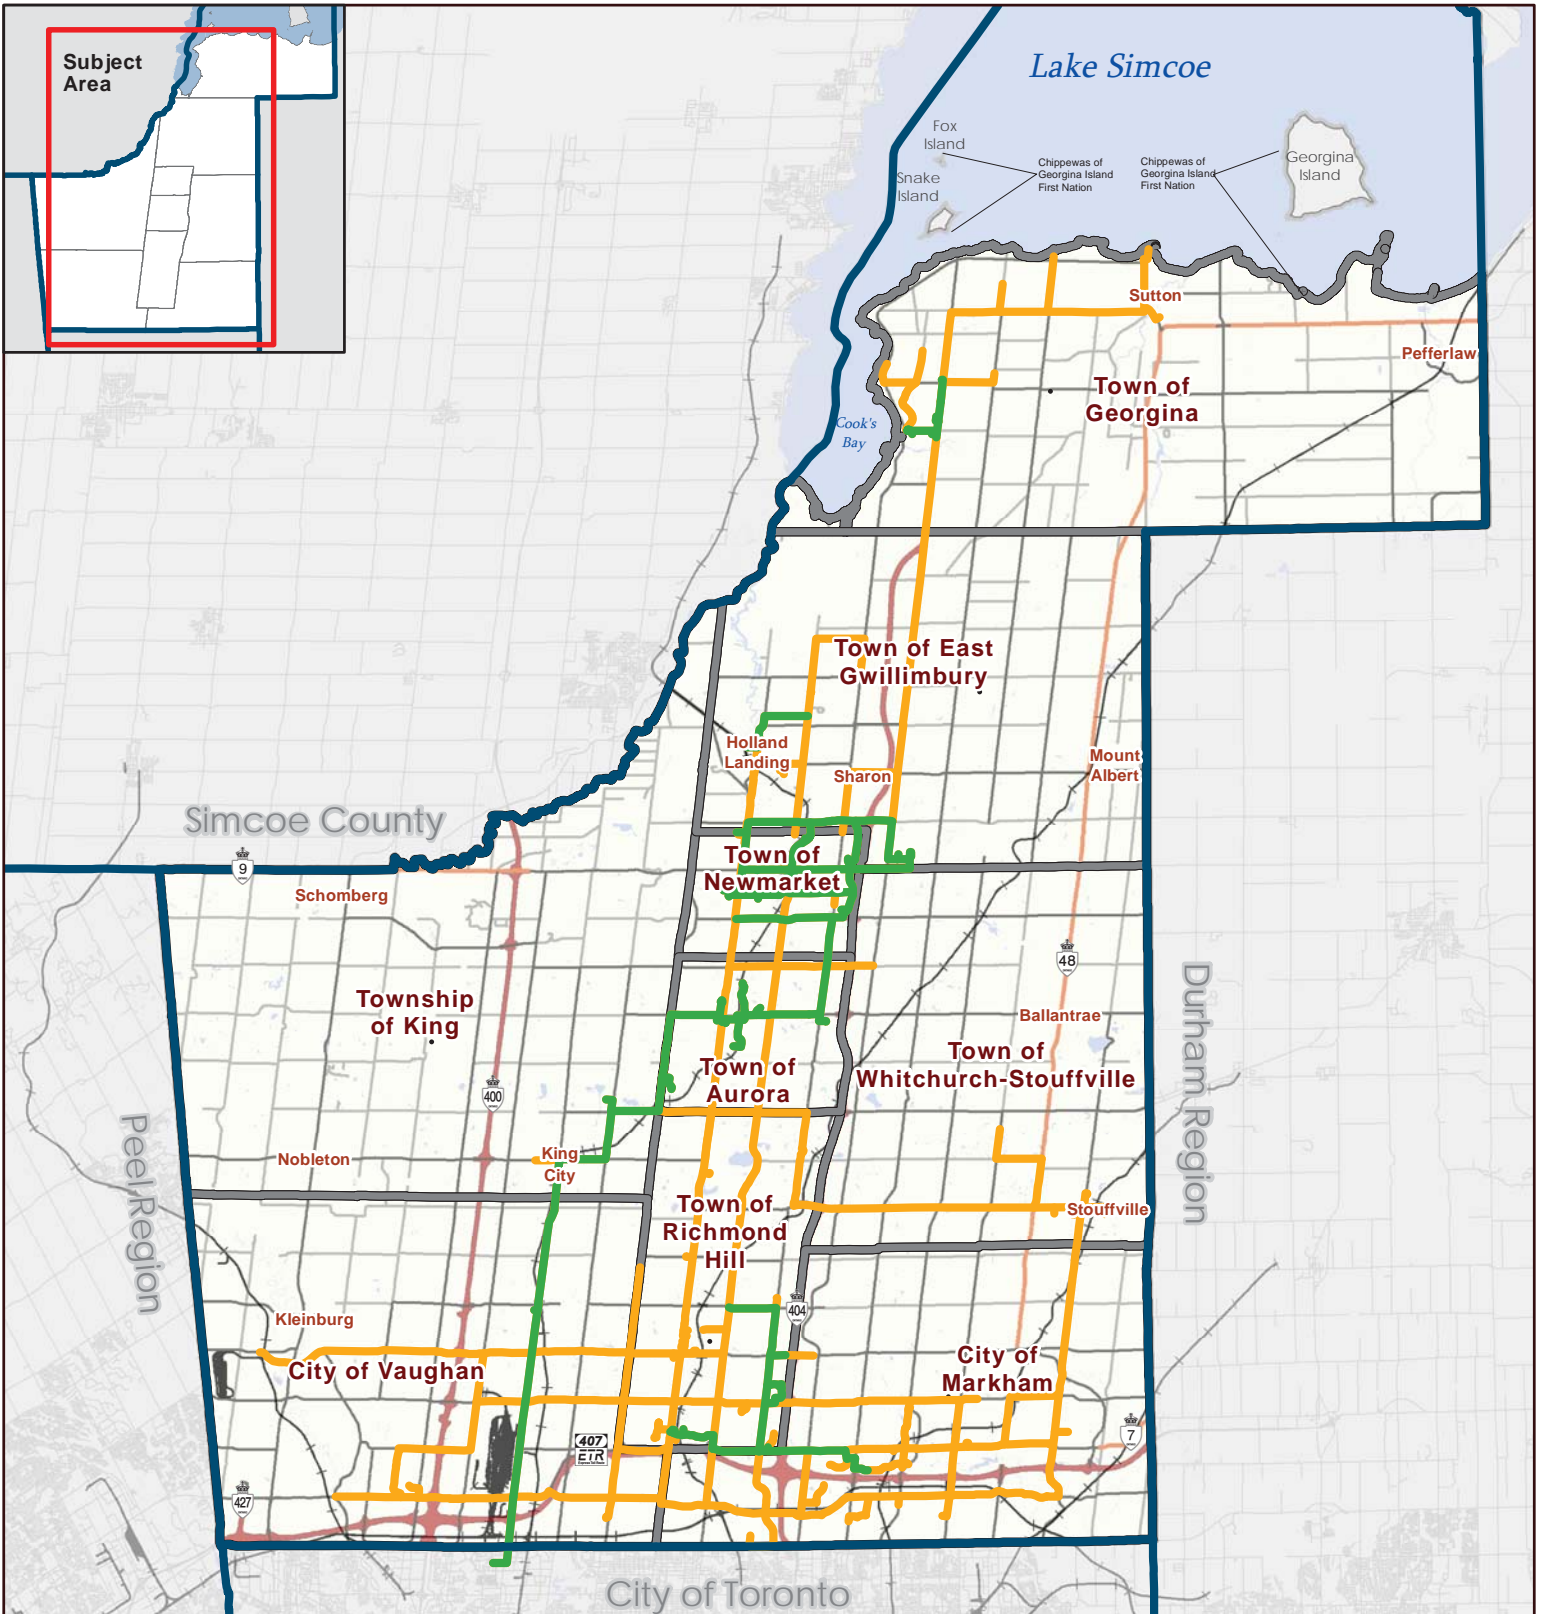 Subject
Area
Lake Simcoe
Fox
Island
Snake
Island
Chippewas of
Georgina Island
First Nation
Chippewas of
Georgina Island
First Nation
Georgina
Island
Sutton
Pefferlaw
Town of
Georgina
Cook's
Bay
Town of East
Gwillimbury
Holland
Landing
Sharon
Mount
Albert
Simcoe County
9
Schomberg
Town of
Newmarket
48
Township
of King
Ballantrae
Town of
Whitchurch-Stouffville
Durham Region
Town of
Aurora
400
Peel Region
Nobleton
King
City
Town of
Richmond
Hill
Stouffville
404
Kleinburg
City of Vaughan
City of
Markham
407
ETR
7
427
City of Toronto